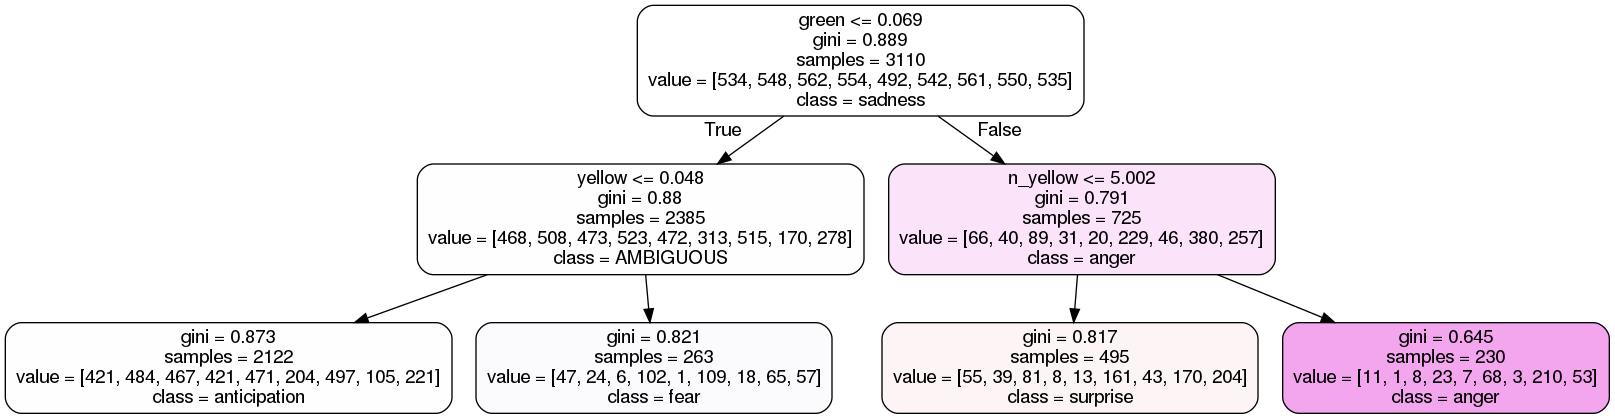 green <= 0.069
gini = 0.889
samples = 3110
value = [534, 548, 562, 554, 492, 542, 561, 550, 535]
class = sadness
True
False
yellow <= 0.048
gini = 0.88
samples = 2385
value = [468, 508, 473, 523, 472, 313, 515, 170, 278]
class = AMBIGUOUS
n_yellow <= 5.002
gini = 0.791
samples = 725
value = [66, 40, 89, 31, 20, 229, 46, 380, 257]
class = anger
gini = 0.873
samples = 2122
value = [421, 484, 467, 421, 471, 204, 497, 105, 221]
class = anticipation
gini = 0.821
samples = 263
value = [47, 24, 6, 102, 1, 109, 18, 65, 57]
class = fear
gini = 0.817
samples = 495
value = [55, 39, 81, 8, 13, 161, 43, 170, 204]
class = surprise
gini = 0.645
samples = 230
value = [11, 1, 8, 23, 7, 68, 3, 210, 53]
class = anger